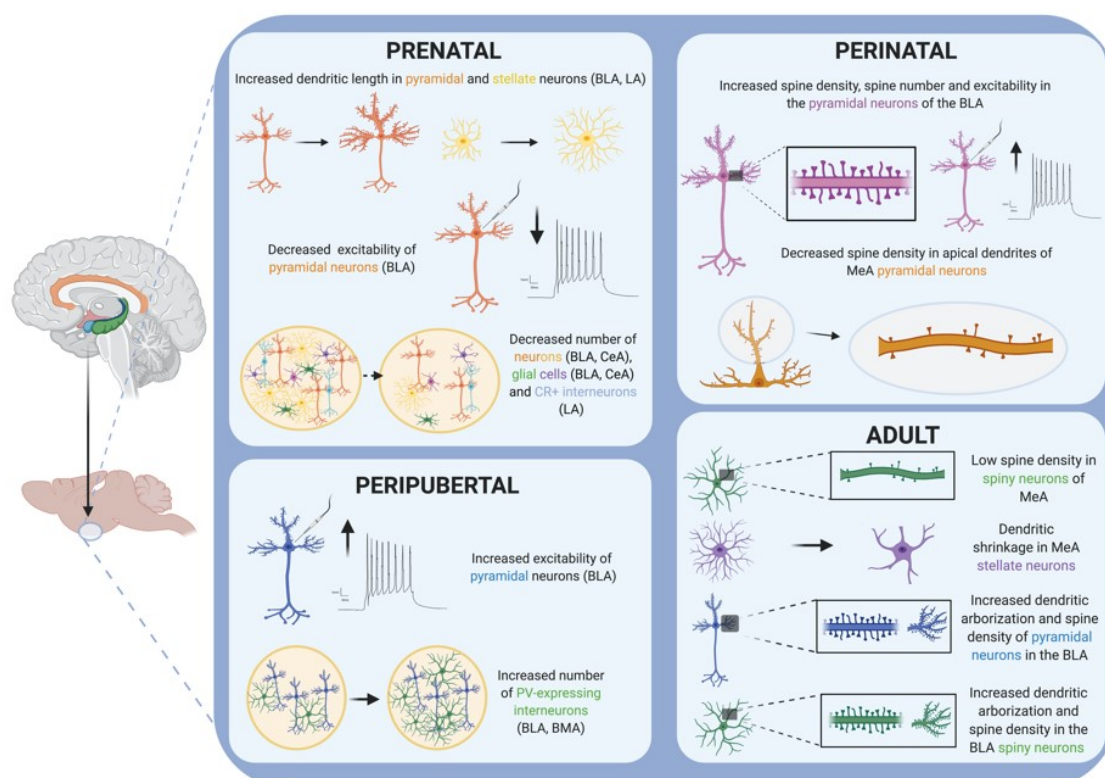 PRENATAL
Increased dendritic length in pyramidal and stellate neurons (BLA, LA)
Decreased excitability of
pyramidal neurons (BLA)
Decreased number of
neurons (BLA, CeA),
glial cells (BLA, CeA)
and CR+ interneurons
(LA)
PERINATAL
Increased spine density, spine number and excitability in
the pyramidal neurons of the BLA
Decreased spine density in apical dendrites of
MeA pyramidal neurons
PERIPUBERTAL
Increased excitability of
pyramidal neurons (BLA)
Increased number
of PV-expressing
interneurons
(BLA, BMA)
ADULT
Low spine density in
spiny neurons of
MeA
Dendritic
shrinkage in MeA
stellate neurons
Increased dendritic
arborization and spine
density of pyramidal
neurons in the BLA
Increased dendritic
arborization and
spine density in the
BLA spiny neurons